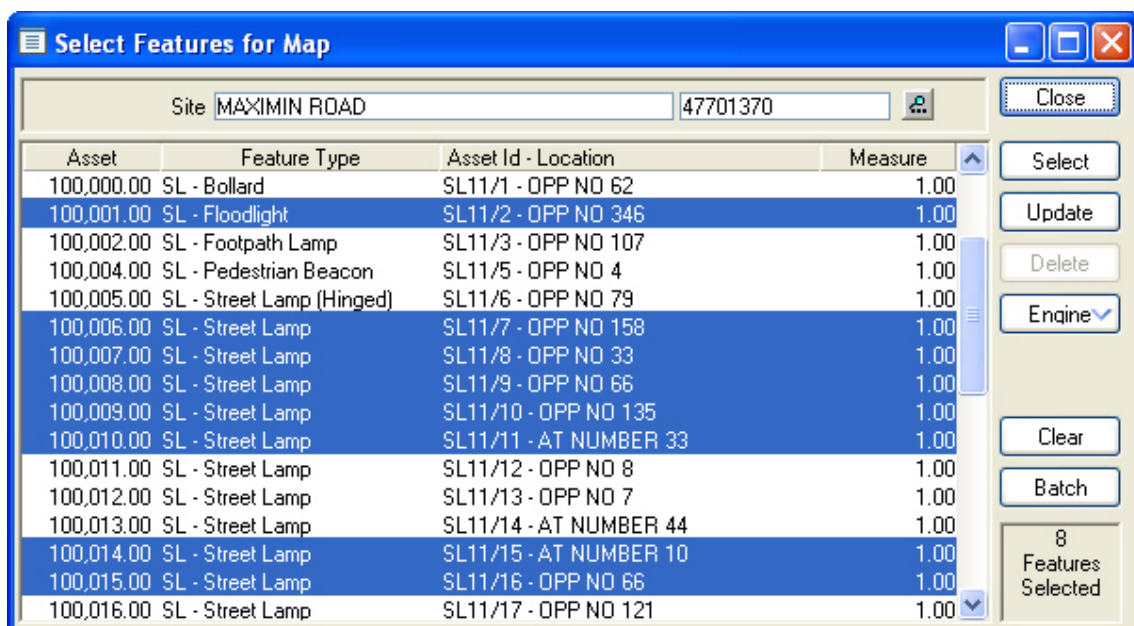 Select Features for Map
Site MAXIMIN ROAD 47701370 Close
Asset Feature Type Asset Id - Location Measure Select
100,000.00 SL - Bollard SL11/1 - OPP NO 62 1.00
100,001.00 SL - Floodlight SL11/2 - OPP NO 346 1.00 Update
100,002.00 SL - Footpath Lamp SL11/3 - OPP NO 107 1.00
100,004.00 SL - Pedestrian Beacon SL11/5 - OPP NO 4 1.00 Delete
100,005.00 SL - Street Lamp (Hinged) SL11/6 - OPP NO 79 1.00
100,006.00 SL - Street Lamp SL11/7 - OPP NO 158 1.00 Engine
100,007.00 SL - Street Lamp SL11/8 - OPP NO 33 1.00
100,008.00 SL - Street Lamp SL11/9 - OPP NO 66 1.00
100,009.00 SL - Street Lamp SL11/10 - OPP NO 135 1.00
100,010.00 SL - Street Lamp SL11/11 - AT NUMBER 33 1.00 Clear
100,011.00 SL - Street Lamp SL11/12 - OPP NO 8 1.00
100,012.00 SL - Street Lamp SL11/13 - OPP NO 7 1.00 Batch
100,013.00 SL - Street Lamp SL11/14 - AT NUMBER 44 1.00
100,014.00 SL - Street Lamp SL11/15 - AT NUMBER 10 1.00
100,015.00 SL - Street Lamp SL11/16 - OPP NO 66 1.00
100,016.00 SL - Street Lamp SL11/17 - OPP NO 121 1.00
8
Features
Selected